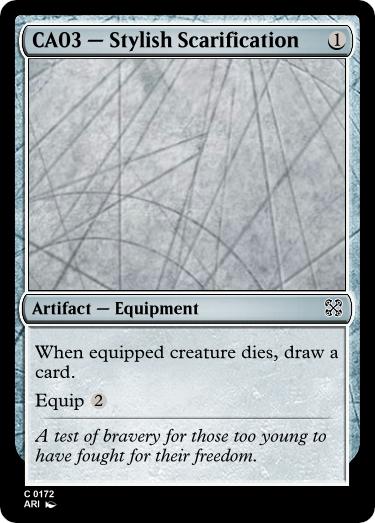 CA03 — Stylish Scarification 1
Artifact — Equipment
When equipped creature dies, draw a
card.
Equip 2
A test of bravery for those too young to
have fought for their freedom.
C 0172
ARI